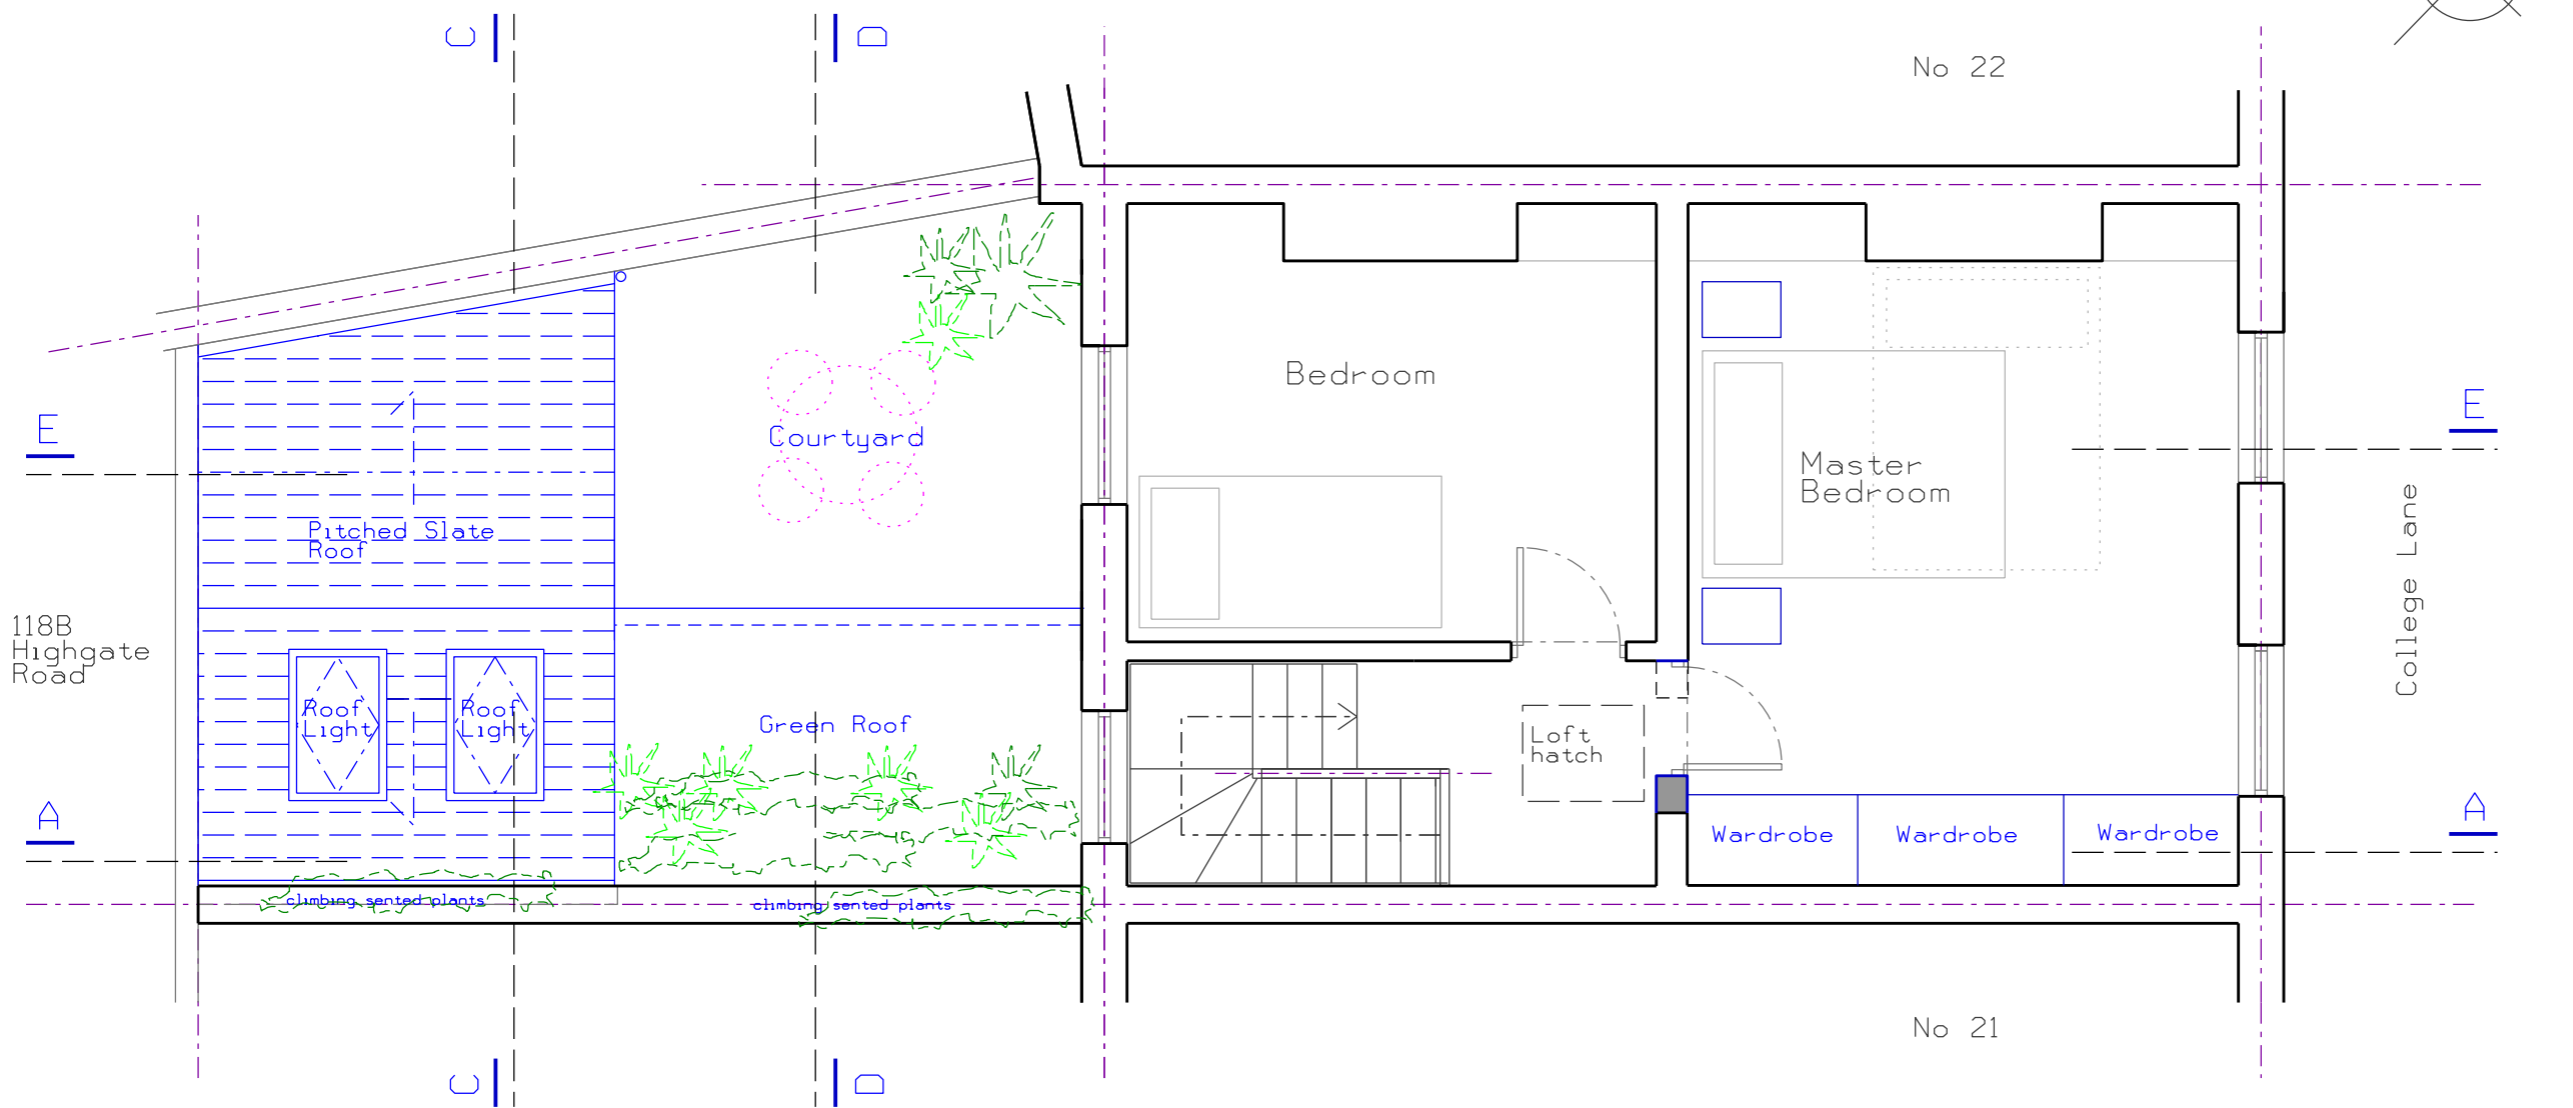 C
D
No 22
E
E
Bedroom
Courtyard
Master
Bedroom
Pitched Slate
Roof
College Lane
118B
Highgate
Road
Roof
Light
Roof
Light
Green Roof
Loft
hatch
A
A
Wardrobe
Wardrobe
Wardrobe
climbing sented plants
climbing sented plants
No 21
C
D